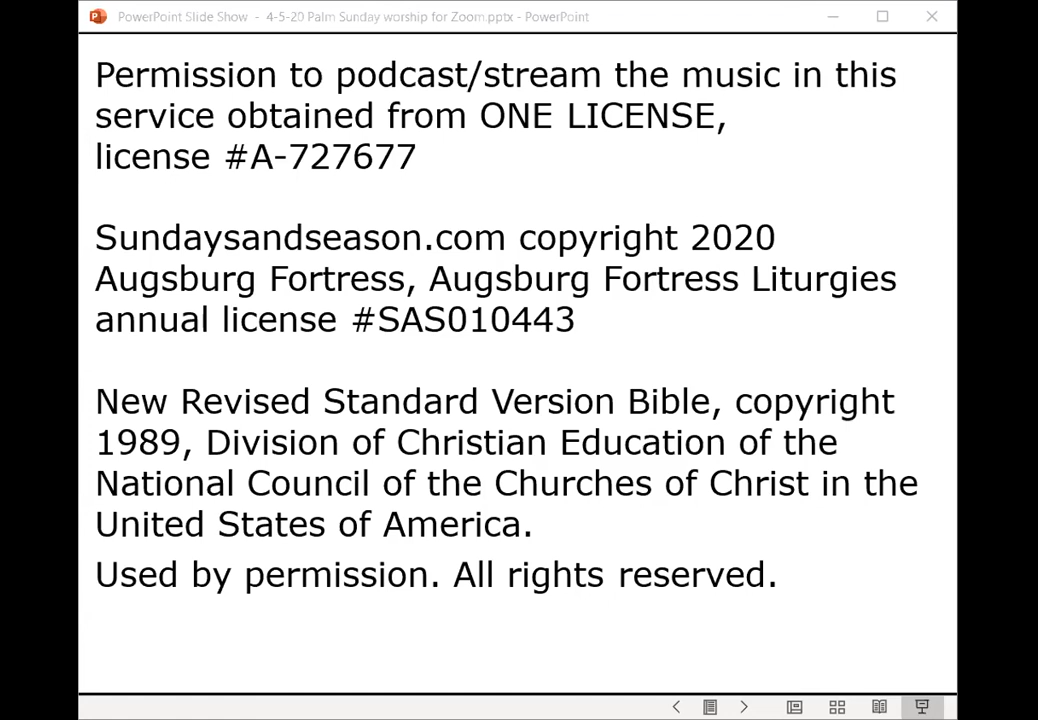 PowerPoint Slide Show - 4-5-20 Palm Sunday worship for Zoom.pptx - PowerPoint
Permission to podcast/stream the music in this
service obtained from ONE LICENSE,
license #A-727677
Sundaysandseason.com copyright 2020
Augsburg Fortress, Augsburg Fortress Liturgies
annual license #SAS010443
New Revised Standard Version Bible, copyright
1989, Division of Christian Education of the
National Council of the Churches of Christ in the
United States of America.
Used by permission. All rights reserved.